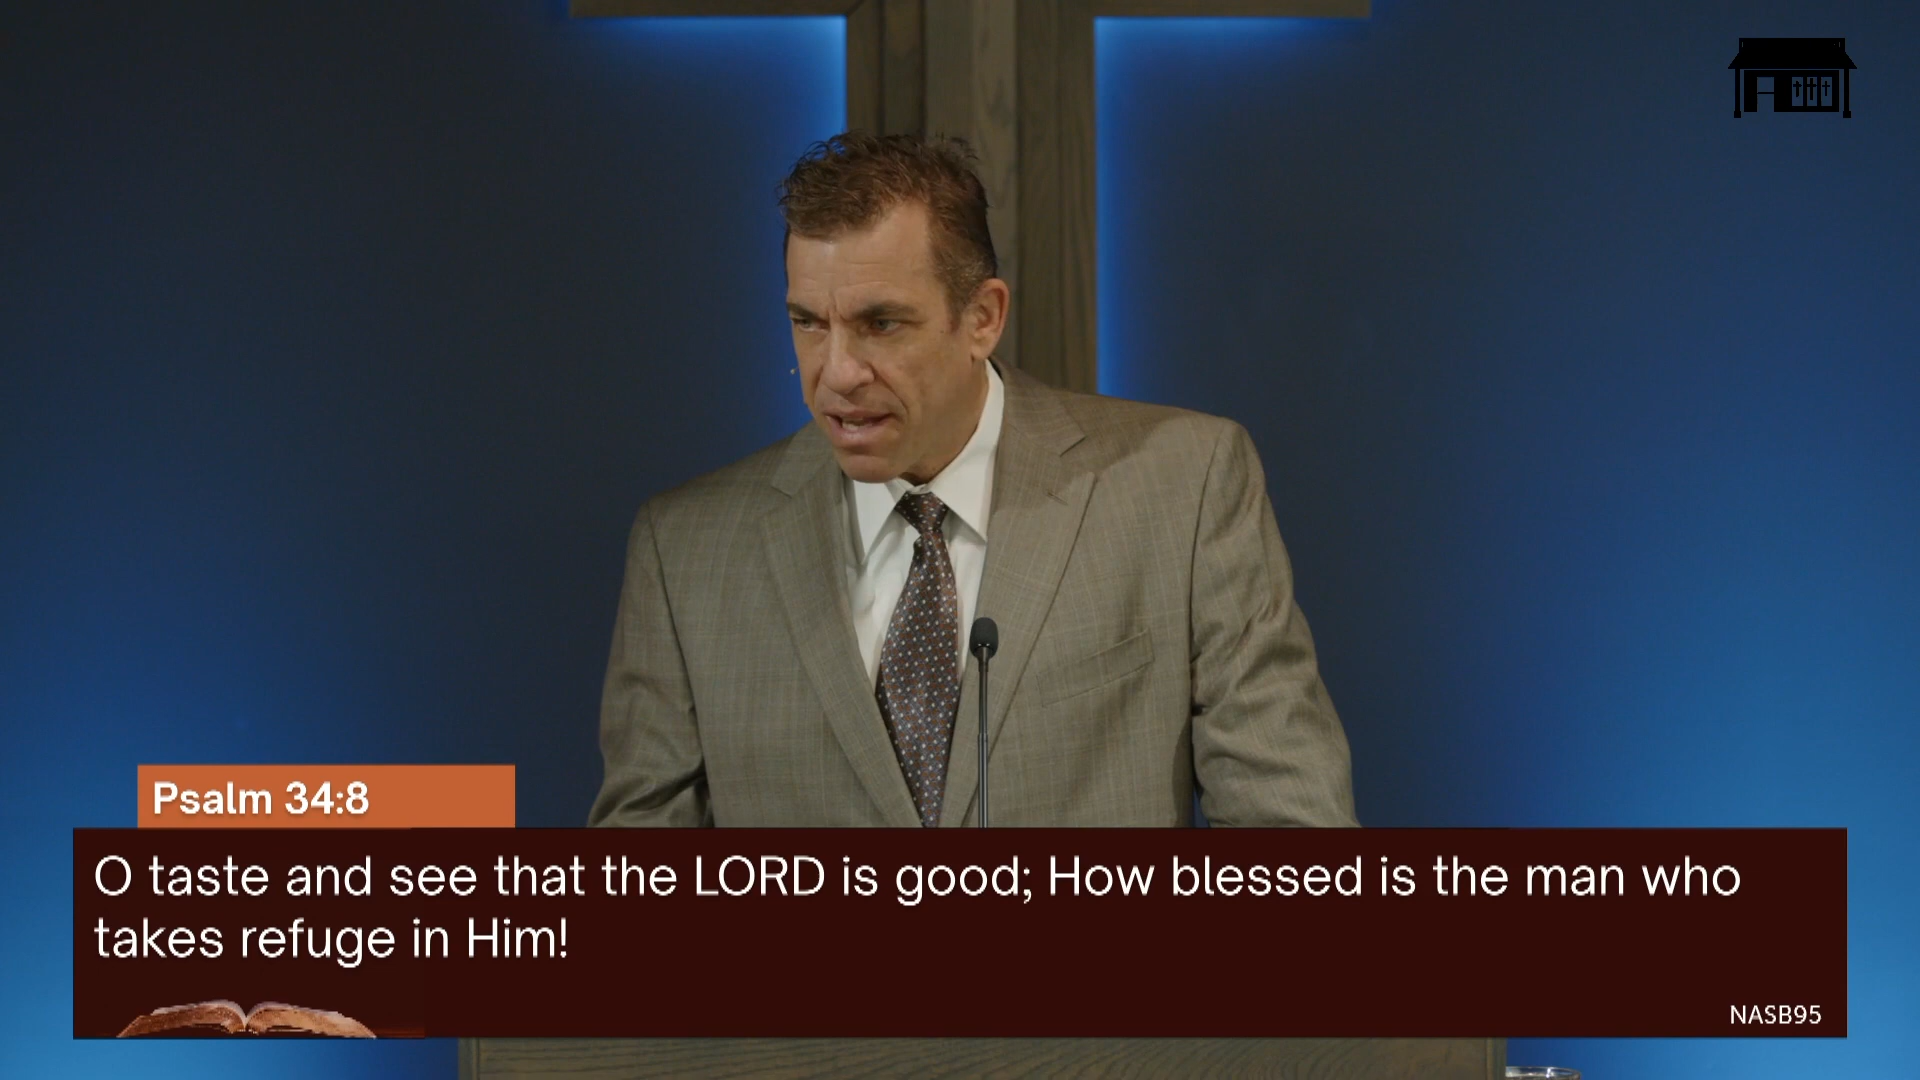 Psalm 34:8
O taste and see that the LORD is good; How blessed is the man who
takes refuge in Him!
NASB95